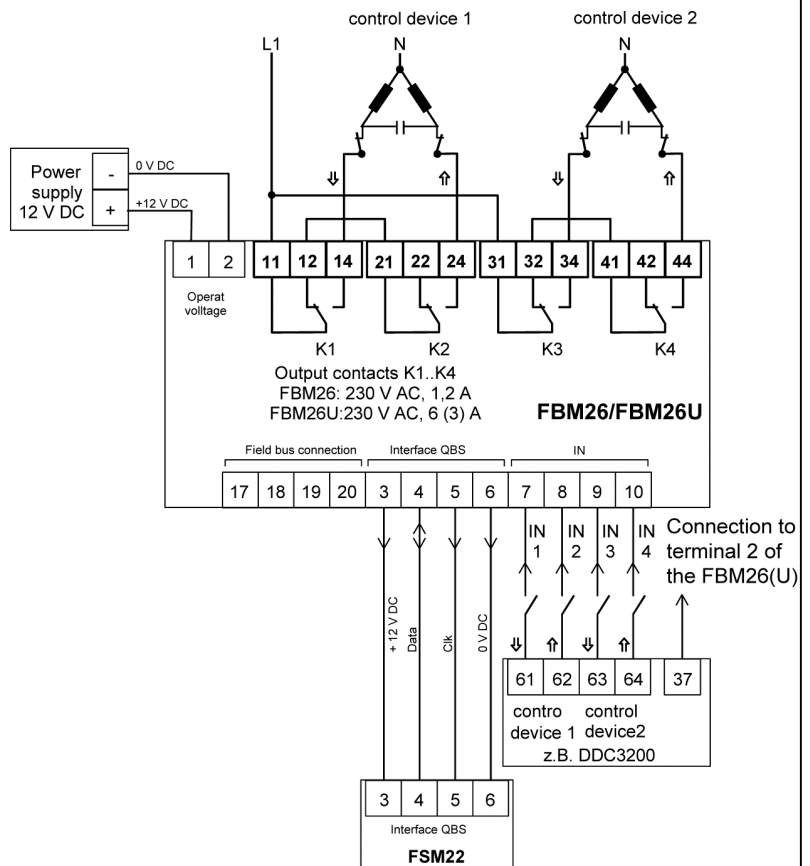 control device 1
control device 2
L1
N
N
Power
supply
12 V DC
-
+
0 V DC
+12 V DC
⇓
⇑
⇓
⇑
1 2 11 12 14 21 22 24 31 32 34 41 42 44
Operat
volltage
K1 K2 K3 K4
Output contacts K1..K4
FBM26: 230 V AC, 1,2 A
FBM26U:230 V AC, 6 (3) A
FBM26/FBM26U
Field bus connection
Interface QBS
IN
17 18 19 20 3 4 5 6 7 8 9 10
IN
1
IN
2
IN
3
IN
4
Connection to
terminal 2 of
the FBM26(U)
+ 12 V DC
Data
Clk
0 V DC
⇓
⇑
⇓
⇑
61 62 63 64 37
contro
device 1
control
device2
z.B. DDC3200
3 4 5 6
Interface QBS
FSM22